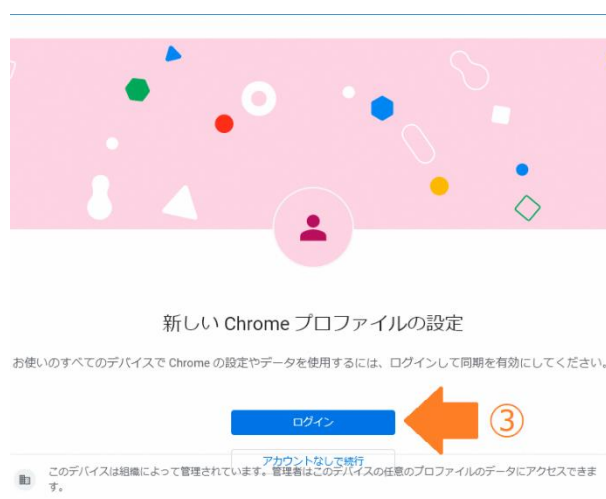 新しい Chrome プロファイルの設定
お使いのすべてのデバイスで Chrome の設定やデータを使用するには、ログインして同期を有効にしてください。
ログイン
③
アカウントなしで続行
このデバイスは組織によって管理されています。管理者はこのデバイスの任意のプロファイルのデータにアクセスできま
す。